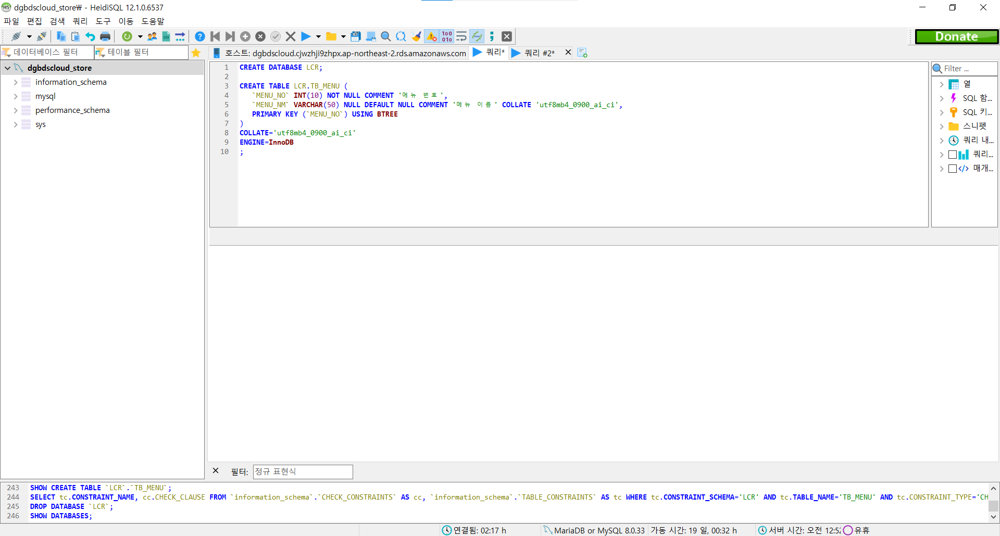 dgbdscloud_store₩ - HeidiSQL 12.1.0.6537
파일 편집 검색 쿼리 도구 이동 도움말
Donate
데이터베이스 필터 테이블 필터 호스트: dgbdscloud.cjwzhji9zhpx.ap-northeast-2.rds.amazonaws.com 쿼리* 쿼리 #2*
dgbdscloud_store
information_schema
mysql
performance_schema
sys
1 CREATE DATABASE LCR;
2
3 CREATE TABLE LCR.TB_MENU (
4 `MENU_NO` INT(10) NOT NULL COMMENT '메뉴 번호',
5 `MENU_NM` VARCHAR(50) NULL DEFAULT NULL COMMENT '메뉴 이름' COLLATE 'utf8mb4_0900_ai_ci',
6 PRIMARY KEY (`MENU_NO`) USING BTREE
7 )
8 COLLATE='utf8mb4_0900_ai_ci'
9 ENGINE=InnoDB
10 ;
Filter ...
열
SQL 함...
SQL 키...
스니펫
쿼리 내...
쿼리...
매개...
필터: 정규 표현식
243 SHOW CREATE TABLE `LCR`.`TB_MENU`;
244 SELECT tc.CONSTRAINT_NAME, cc.CHECK_CLAUSE FROM `information_schema`.`CHECK_CONSTRAINTS` AS cc, `information_schema`.`TABLE_CONSTRAINTS` AS tc WHERE tc.CONSTRAINT_SCHEMA='LCR' AND tc.TABLE_NAME='TB_MENU' AND tc.CONSTRAINT_TYPE='CH
245 DROP DATABASE `LCR`;
246 SHOW DATABASES;
연결됨: 02:17 h MariaDB or MySQL 8.0.33 가동 시간: 19 일, 00:32 h 서버 시간: 오전 12:52 유휴